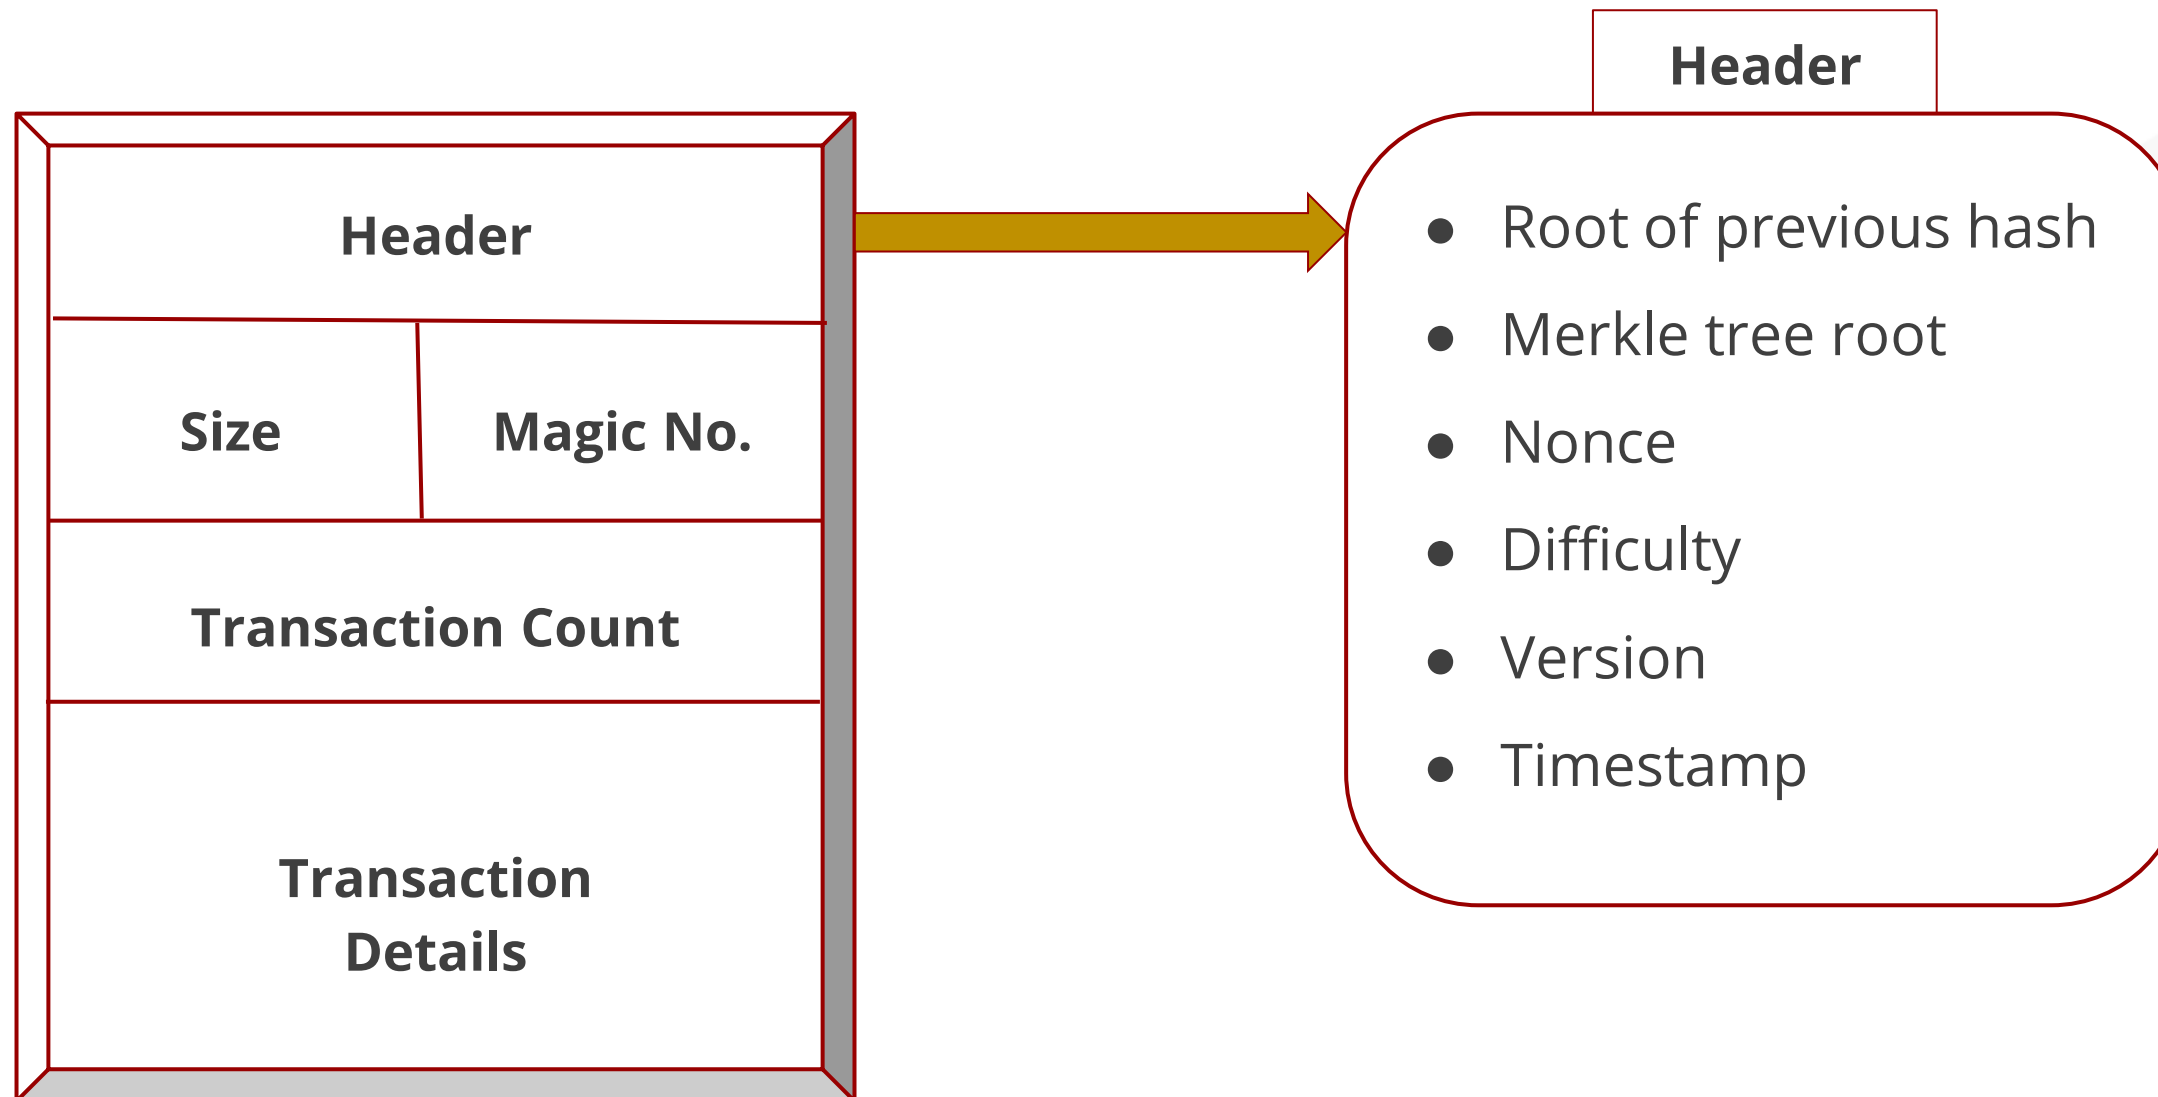 Header
Size
Magic No.
Transaction Count
Transaction
Details
Header
● Root of previous hash
● Merkle tree root
● Nonce
● Difficulty
● Version
● Timestamp